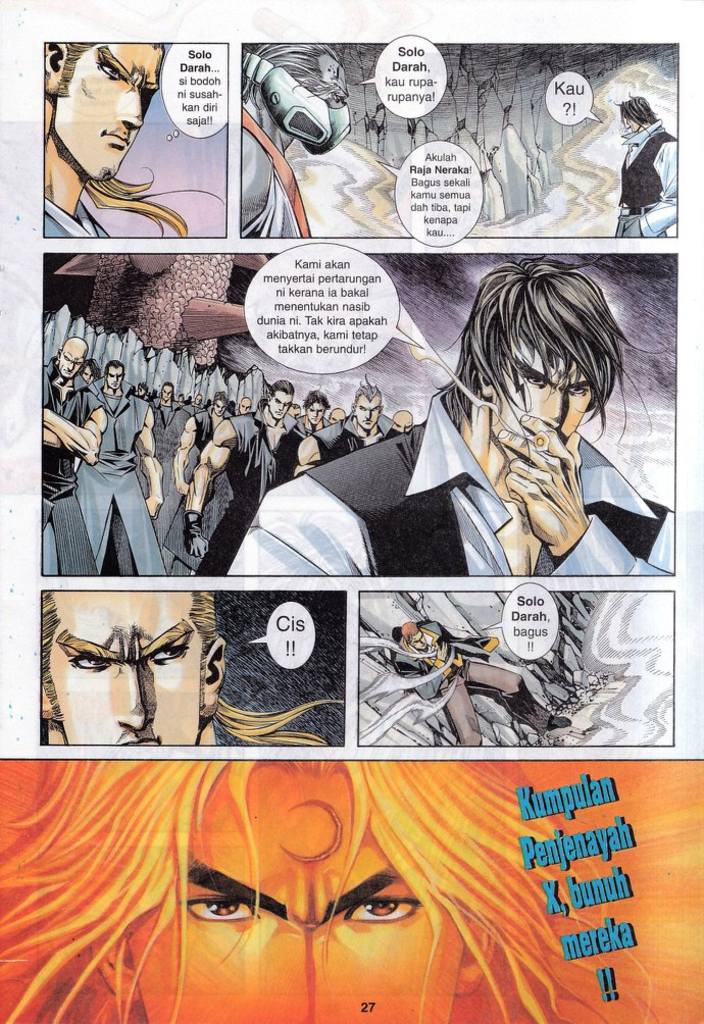 Solo
Darah...
si bodoh
ni susah-
kan diri
saja!!
Solo
Darah,
kau rupa-
rupanya!
Kau
?!
Akulah
Raja Neraka!
Bagus sekali
kamu semua
dah tiba, tapi
kenapa
kau....
Kami akan
menyertai pertarungan
ni kerana ia bakal
menentukan nasib
dunia ni. Tak kira apakah
akibatnya, kami tetap
takkan berundur!
Cis
!!
Solo
Darah,
bagus
!!
Kumpulan
Penjenayah
X, bunuh
mereka
!!
27